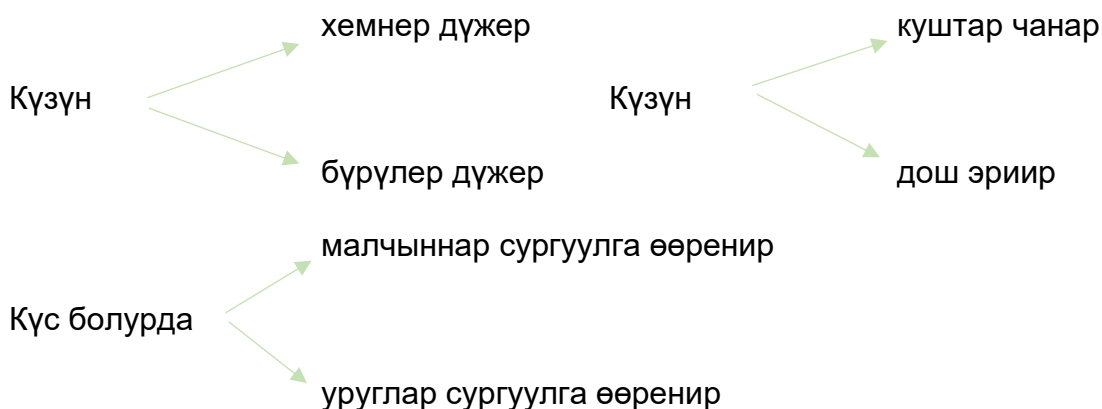 хемнер дүжер
куштар чанар
Күзүн
Күзүн
бүрүлер дүжер
дош эриир
малчыннар сургуулга өөренир
Күс болурда
уруглар сургуулга өөренир